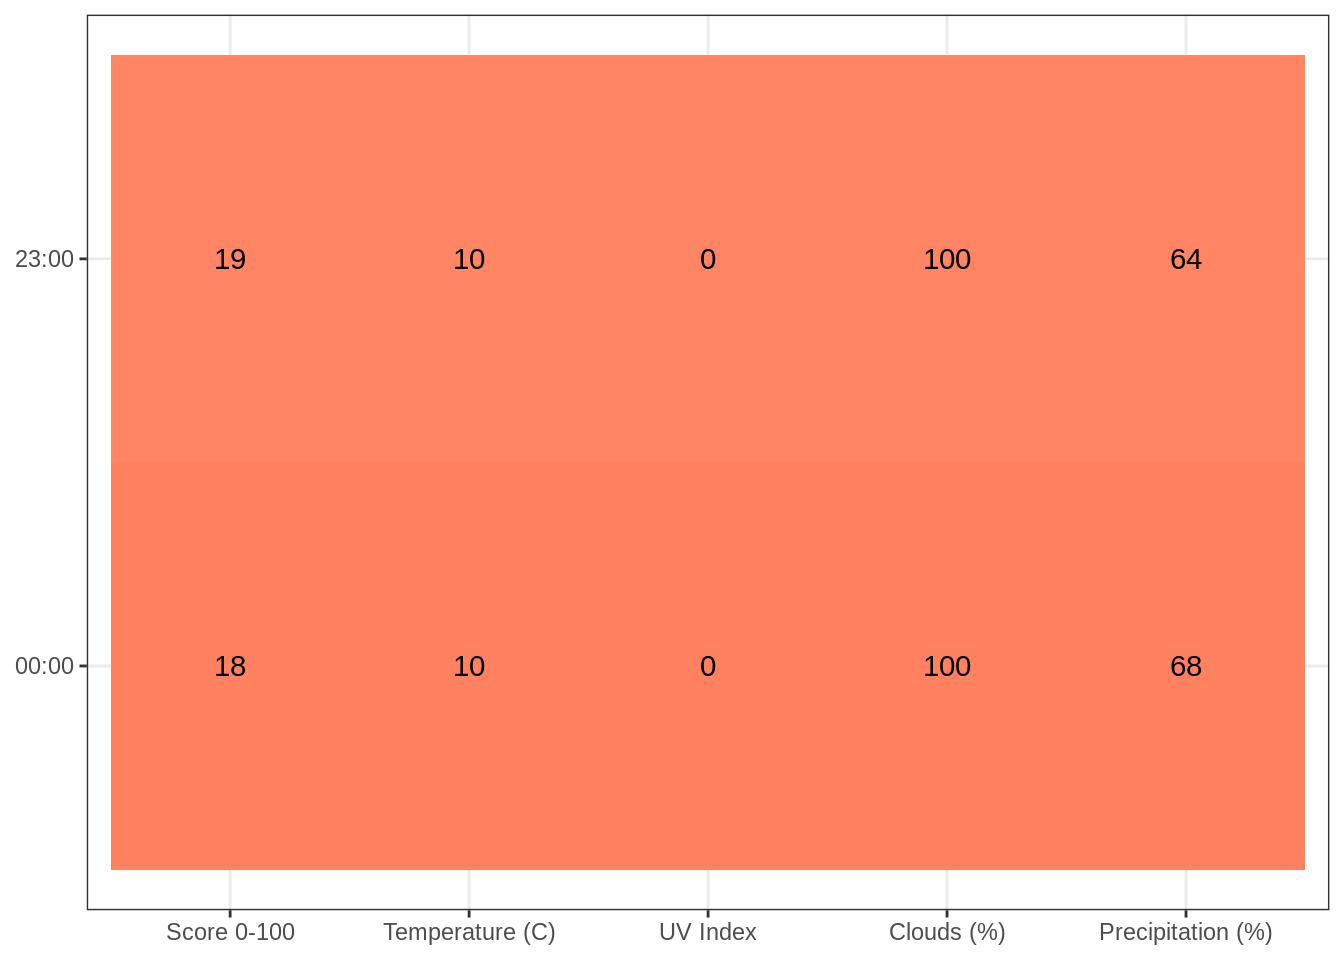 23:00 19 10 0 100 64
00:00 18 10 0 100 68
Score 0-100 Temperature (C) UV Index Clouds (%) Precipitation (%)